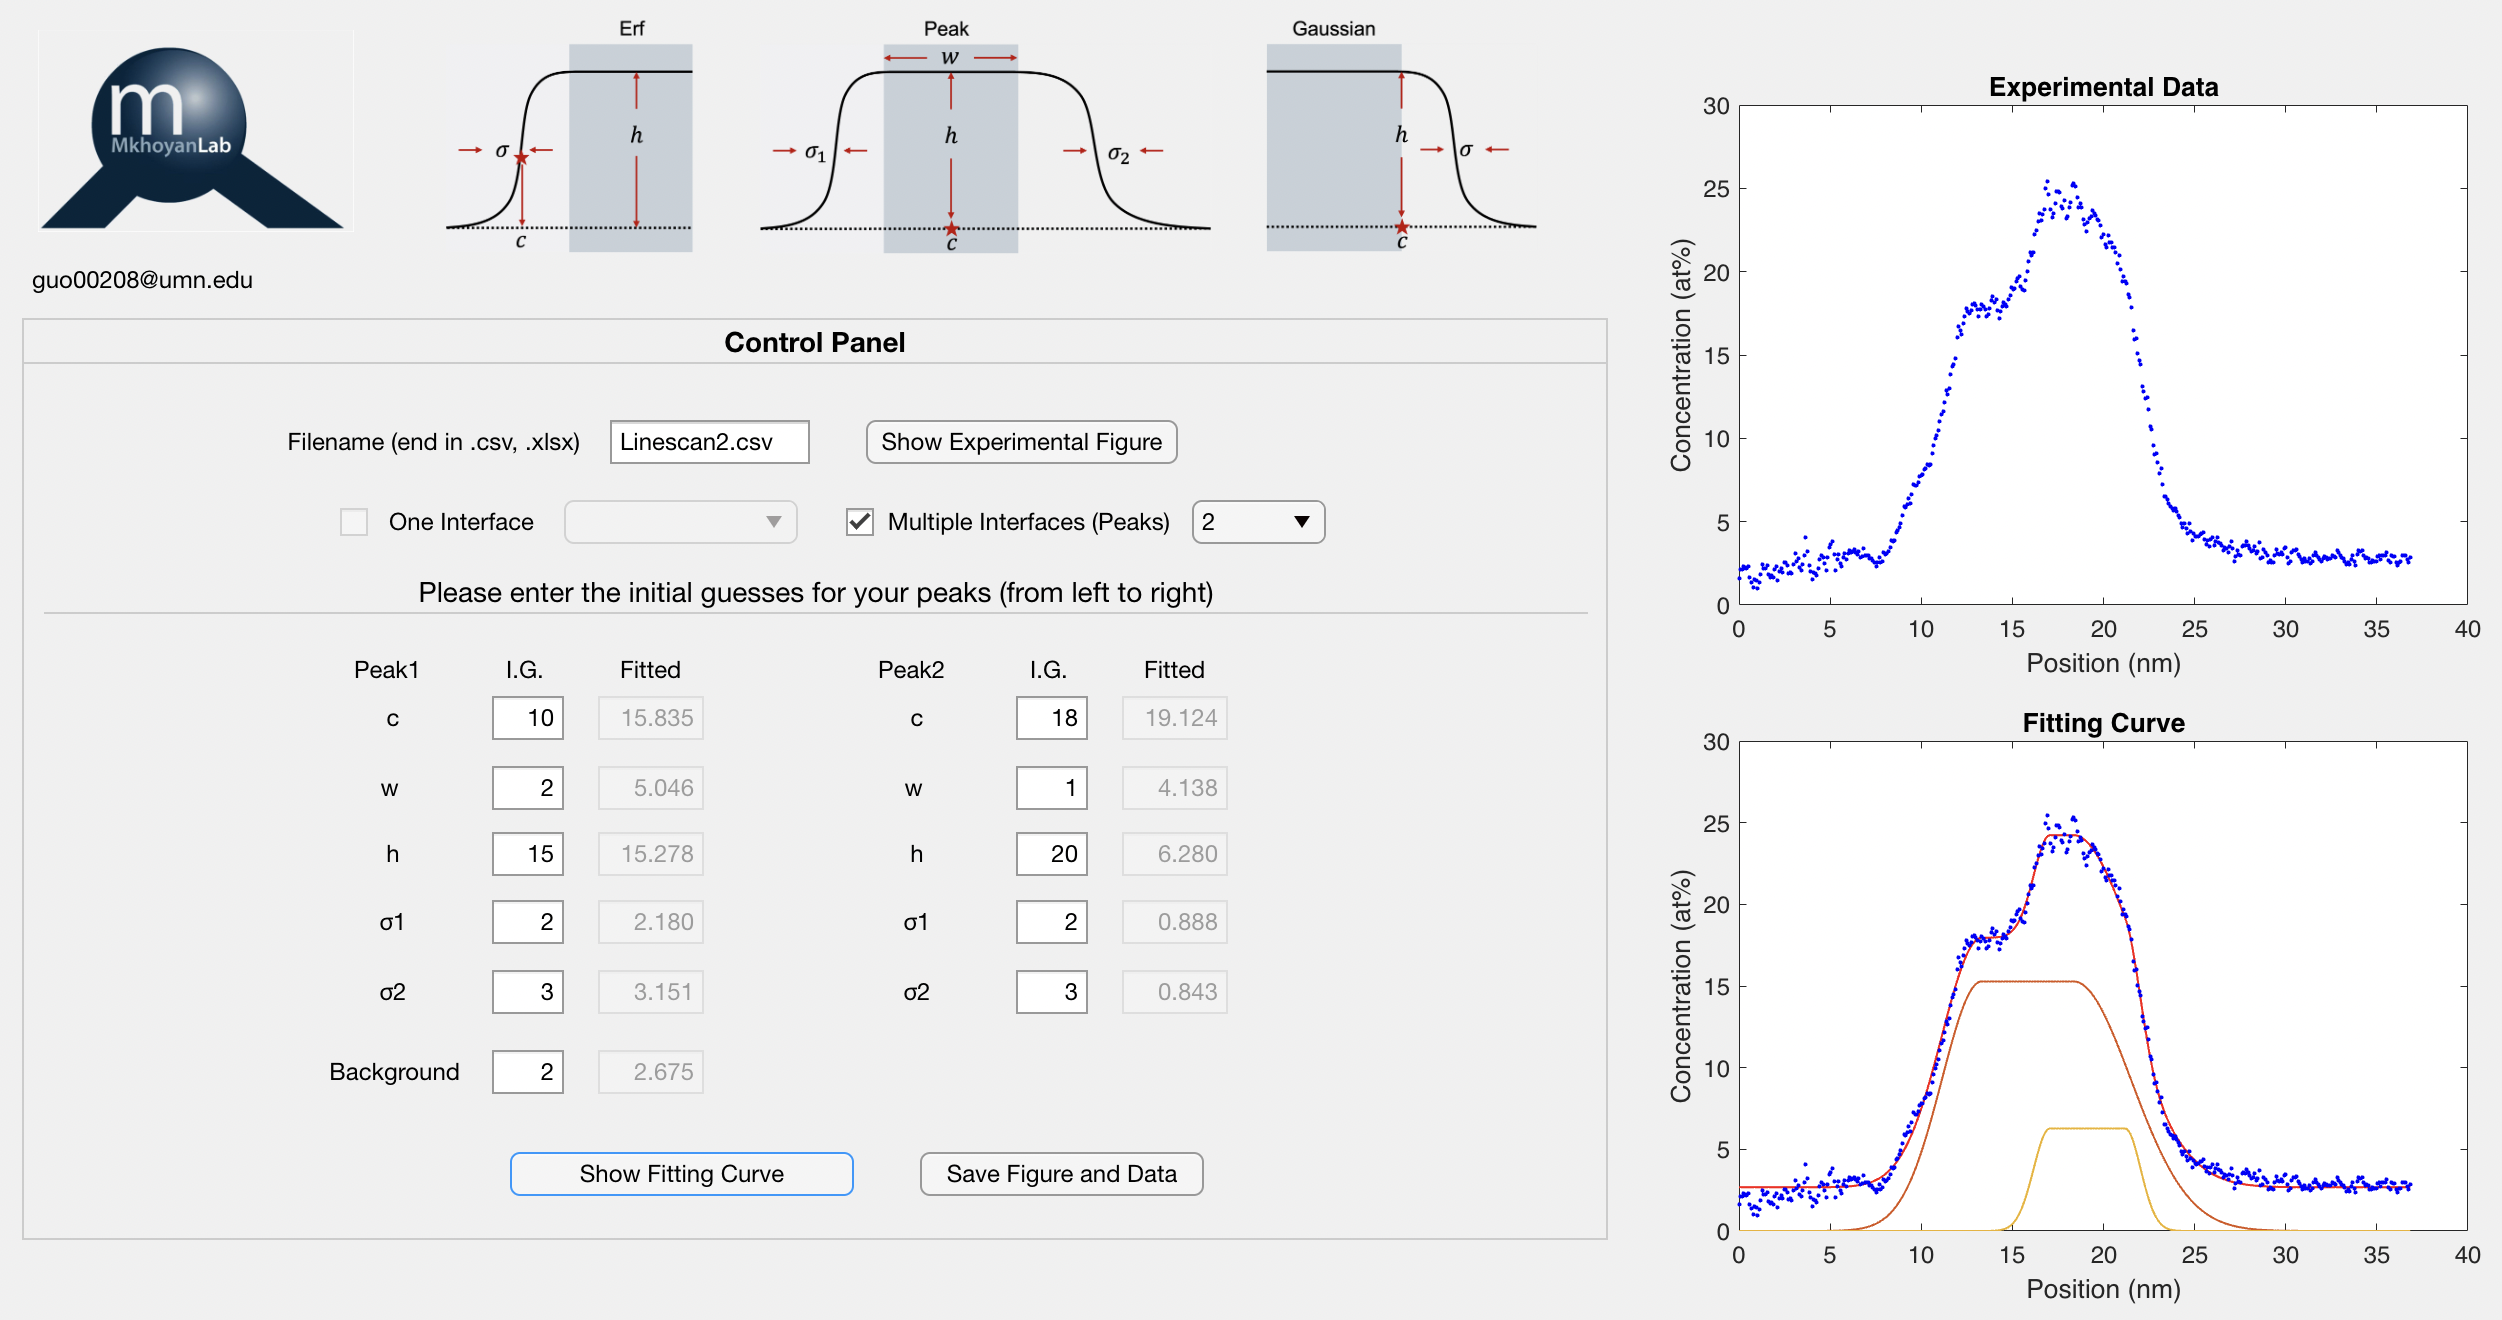 Erf
Peak
Gaussian
w
h
σ
c
σ1
h
σ2
c
h
σ
c
m
MkhoyanLab
guo00208@umn.edu
Control Panel
Filename (end in .csv, .xlsx) Linescan2.csv Show Experimental Figure
One Interface Multiple Interfaces (Peaks) 2
Please enter the initial guesses for your peaks (from left to right)
Peak1 I.G. Fitted Peak2 I.G. Fitted
c 10 15.835 c 18 19.124
w 2 5.046 w 1 4.138
h 15 15.278 h 20 6.280
σ1 2 2.180 σ1 2 0.888
σ2 3 3.151 σ2 3 0.843
Background 2 2.675
Show Fitting Curve Save Figure and Data
Experimental Data
30
25
20
15
10
5
0
Concentration (at%)
0 5 10 15 20 25 30 35 40
Position (nm)
Fitting Curve
30
25
20
15
10
5
0
Concentration (at%)
0 5 10 15 20 25 30 35 40
Position (nm)